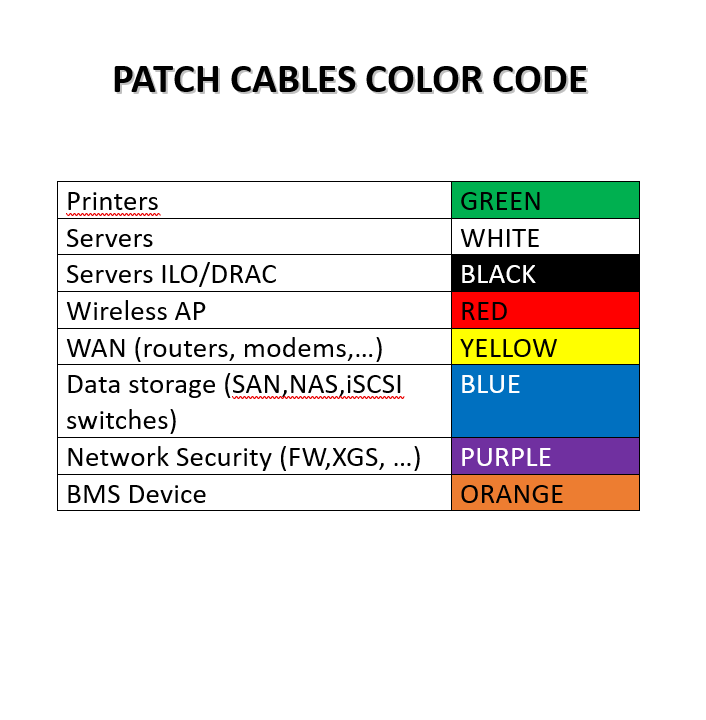 PATCH CABLES COLOR CODE
Printers GREEN
Servers WHITE
Servers ILO/DRAC BLACK
Wireless AP RED
WAN (routers, modems,...) YELLOW
Data storage (SAN,NAS,iSCSI BLUE
switches)
Network Security (FW,XGS, ...) PURPLE
BMS Device ORANGE